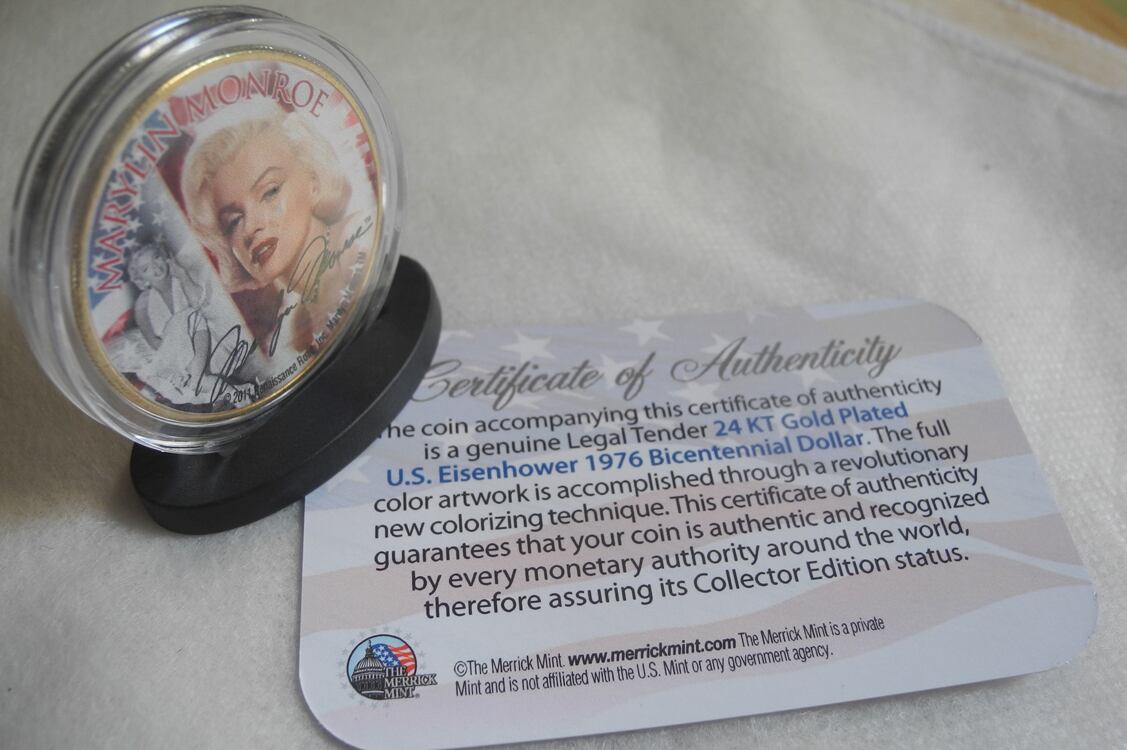 MARYLIN MONROE
Certificate of Authenticity
The coin accompanying this certificate of authenticity
is a genuine Legal Tender 24 KT Gold Plated
U.S. Eisenhower 1976 Bicentennial Dollar. The full
color artwork is accomplished through a revolutionary
new colorizing technique. This certificate of authenticity
guarantees that your coin is authentic and recognized
by every monetary authority around the world,
therefore assuring its Collector Edition status.
THE
MERRICK
MINT
©The Merrick Mint. www.merrickmint.com The Merrick Mint is a private
Mint and is not affiliated with the U.S. Mint or any government agency.